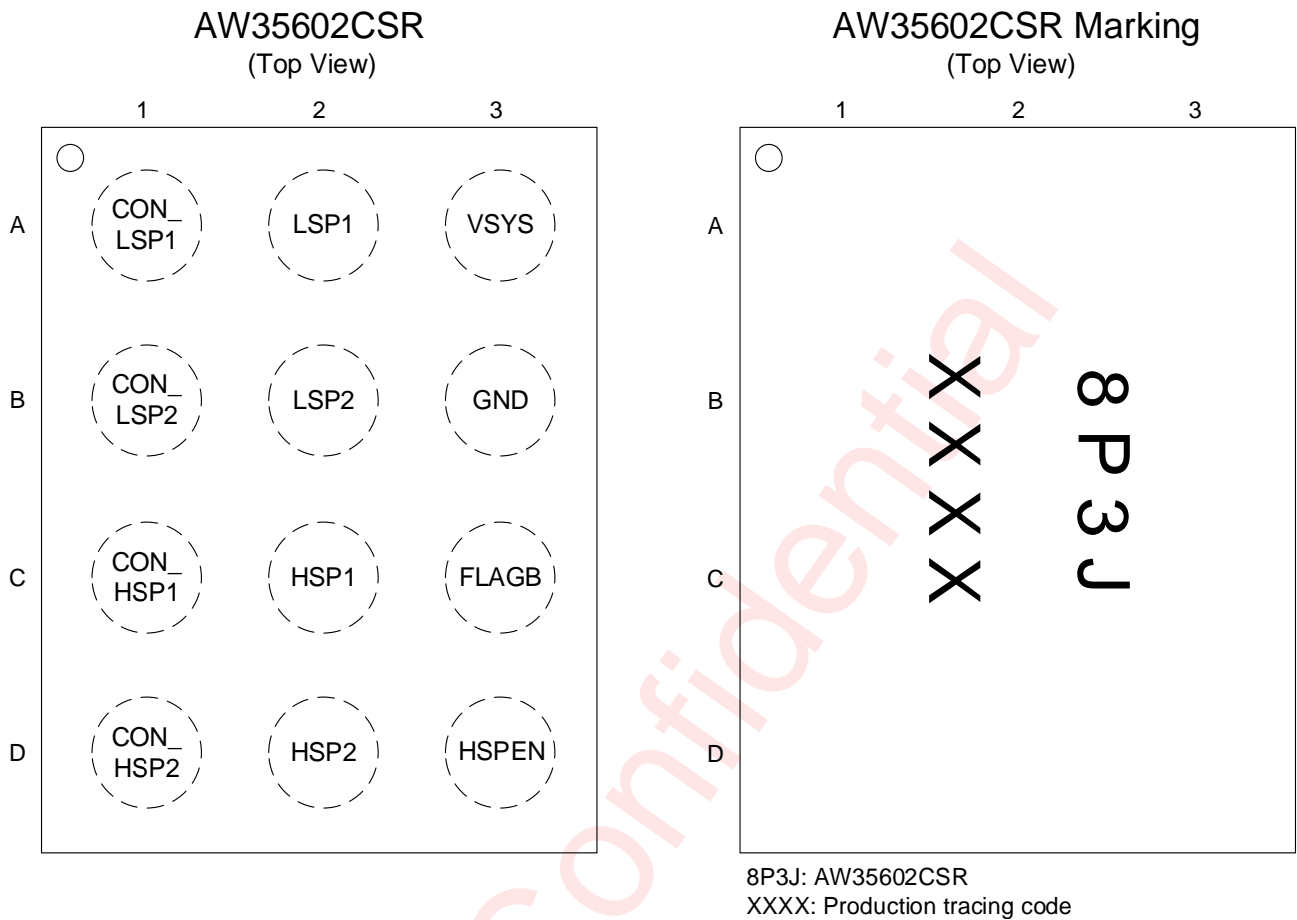 AW35602CSR
(Top View)
1 2 3
A CON_ LSP1 LSP1 VSYS
B CON_ LSP2 LSP2 GND
C CON_ HSP1 HSP1 FLAGB
D CON_ HSP2 HSP2 HSPEN
AW35602CSR Marking
(Top View)
1 2 3
A
B
C
D
8P3J
XXXX
8P3J: AW35602CSR
XXXX: Production tracing code
Confidential